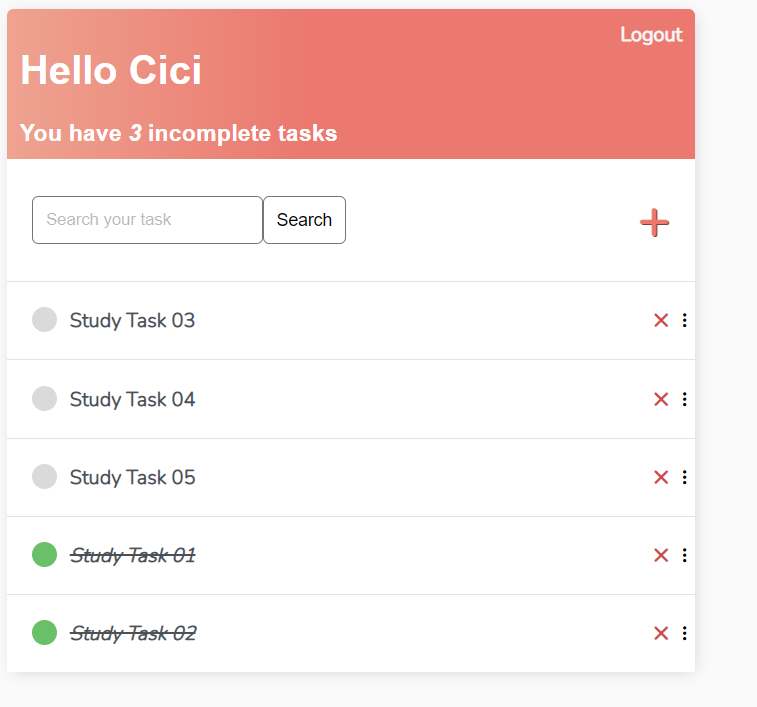 Logout
Hello Cici
You have 3 incomplete tasks
Search your task
Search
Study Task 03
Study Task 04
Study Task 05
Study Task 01
Study Task 02